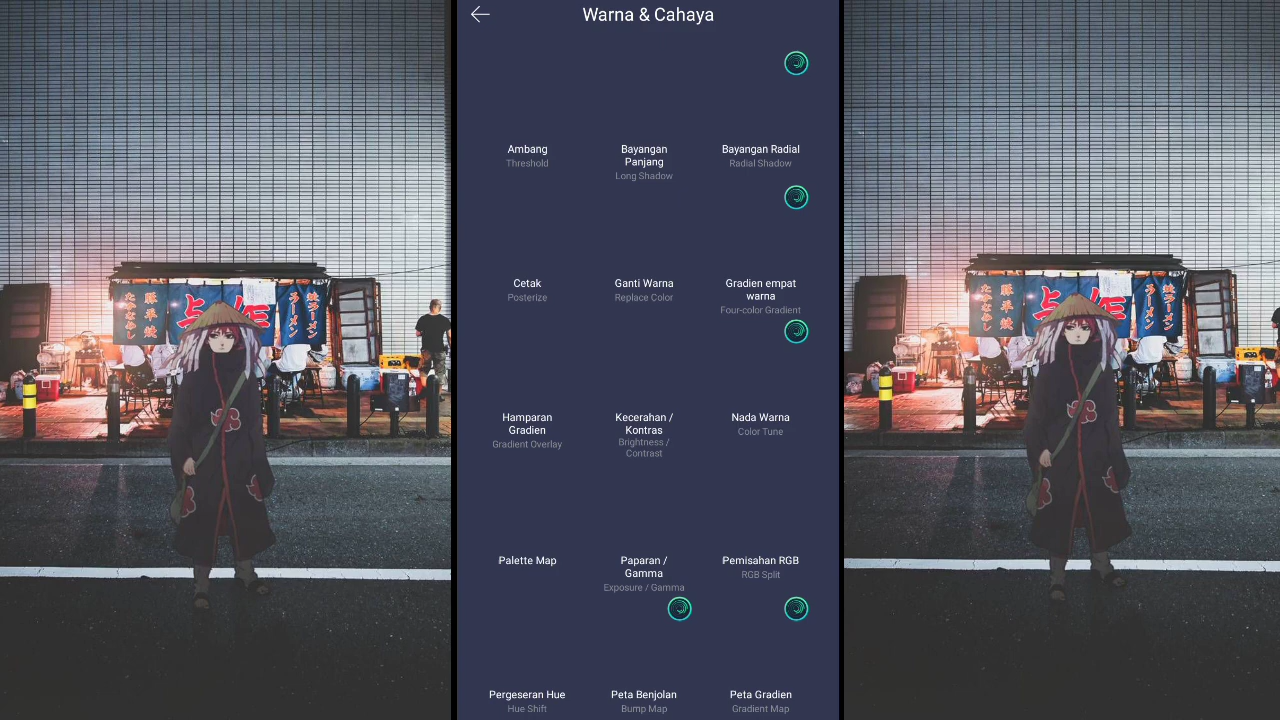 Warna & Cahaya
Ambang
Threshold
Bayangan
Panjang
Long Shadow
Bayangan Radial
Radial Shadow
Cetak
Posterize
Ganti Warna
Replace Color
Gradien empat
warna
Four-color Gradient
Hamparan
Gradien
Gradient Overlay
Kecerahan /
Kontras
Brightness /
Contrast
Nada Warna
Color Tune
Palette Map
Paparan /
Gamma
Exposure / Gamma
Pemisahan RGB
RGB Split
Pergeseran Hue
Hue Shift
Peta Benjolan
Bump Map
Peta Gradien
Gradient Map